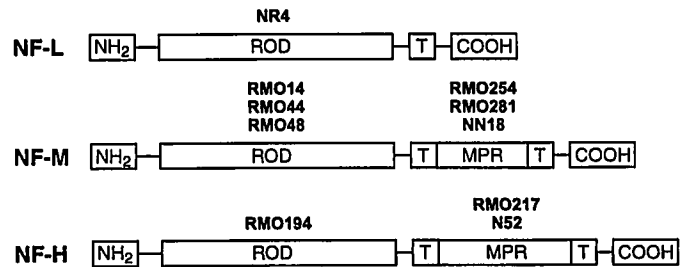 NR4
NF-L NH2 ROD T COOH
RMO14 RMO254
RMO44 RMO281
RMO48 NN18
NF-M NH2 ROD T MPR T COOH
RMO217
RMO194 N52
NF-H NH2 ROD T MPR T COOH